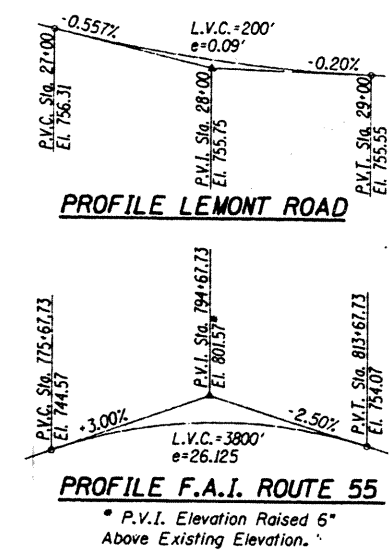 -0.557%
L.V.C.=200'
e=0.09'
-0.20%
P.V.C. Sta. 27+00
El. 756.31
P.V.I. Sta. 28+00
El. 755.75
P.V.T. Sta. 29+00
El. 755.55
PROFILE LEMONT ROAD
P.V.C. Sta. 775+67.73
El. 744.57
P.V.I. Sta. 794+67.73
El. 801.57*
P.V.T. Sta. 813+67.73
El. 754.07
+3.00%
-2.50%
L.V.C.=3800'
e=26.125
PROFILE F.A.I. ROUTE 55
* P.V.I. Elevation Raised 6"
Above Existing Elevation.